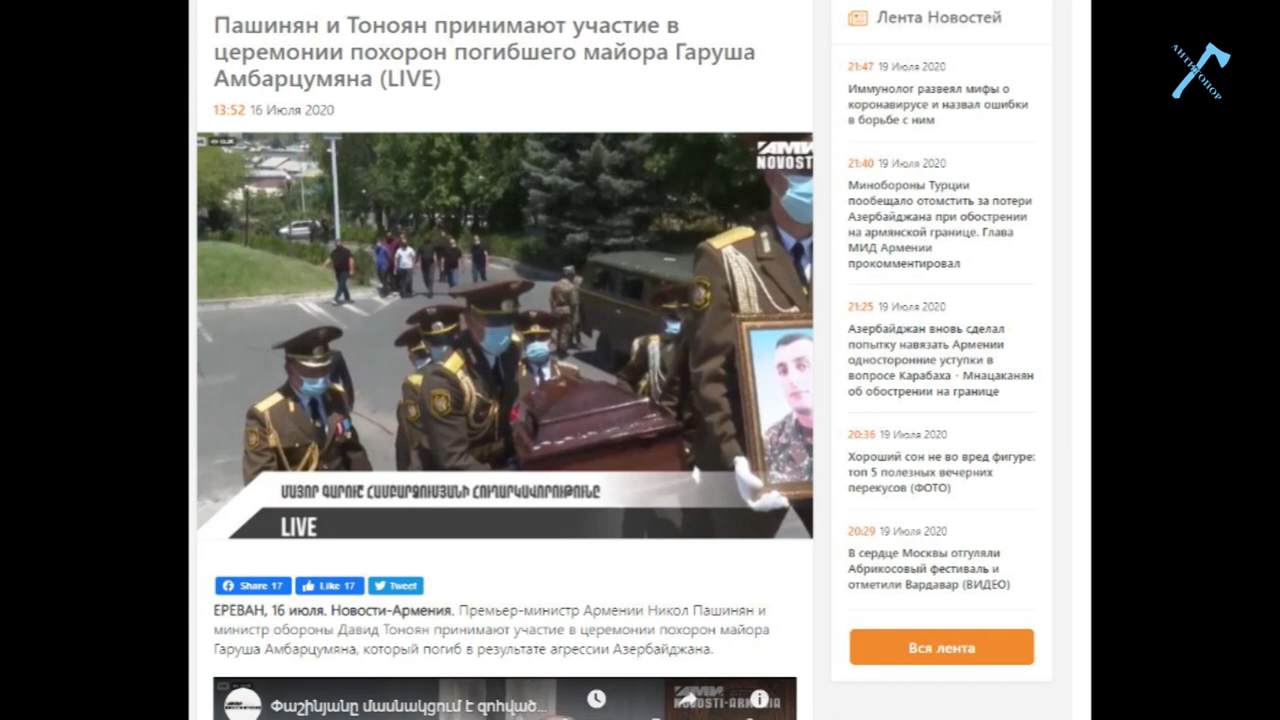 Пашинян и Тоноян принимают участие в
церемонии похорон погибшего майора Гаруша
Амбарцумяна (LIVE)
13:52 16 Июля 2020
NOVOST
ՄԱՅՈՐ ԳԱՐՈՒՇ ՀԱՄԲԱՐՁՈՒՄՅԱՆԻ ՀՈՒՂԱՐԿԱՎՈՐՈՒԹՅՈՒՆԸ
LIVE
Share 17 Like 17 Tweet
ЕРЕВАН, 16 июля. Новости-Армения. Премьер-министр Армении Никол Пашинян и
министр обороны Давид Тоноян принимают участие в церемонии похорон майора
Гаруша Амбарцумяна, который погиб в результате агрессии Азербайджана.
Փաշինյանը մասնակցում է զոհված...
NOVOSTI-ARMENIA
Лента Новостей
21:47 19 Июля 2020
Иммунолог развеял мифы о
коронавирусе и назвал ошибки
в борьбе с ним
21:40 19 Июля 2020
Минобороны Турции
пообещало отомстить за потери
Азербайджана при обострении
на армянской границе. Глава
МИД Армении
прокомментировал
21:25 19 Июля 2020
Азербайджан вновь сделал
попытку навязать Армении
односторонние уступки в
вопросе Карабаха - Мнацаканян
об обострении на границе
20:36 19 Июля 2020
Хороший сон не во вред фигуре:
топ 5 полезных вечерних
перекусов (ФОТО)
20:29 19 Июля 2020
В сердце Москвы отгуляли
Абрикосовый фестиваль и
отметили Вардавар (ВИДЕО)
Вся лента
АНТИТОПОР